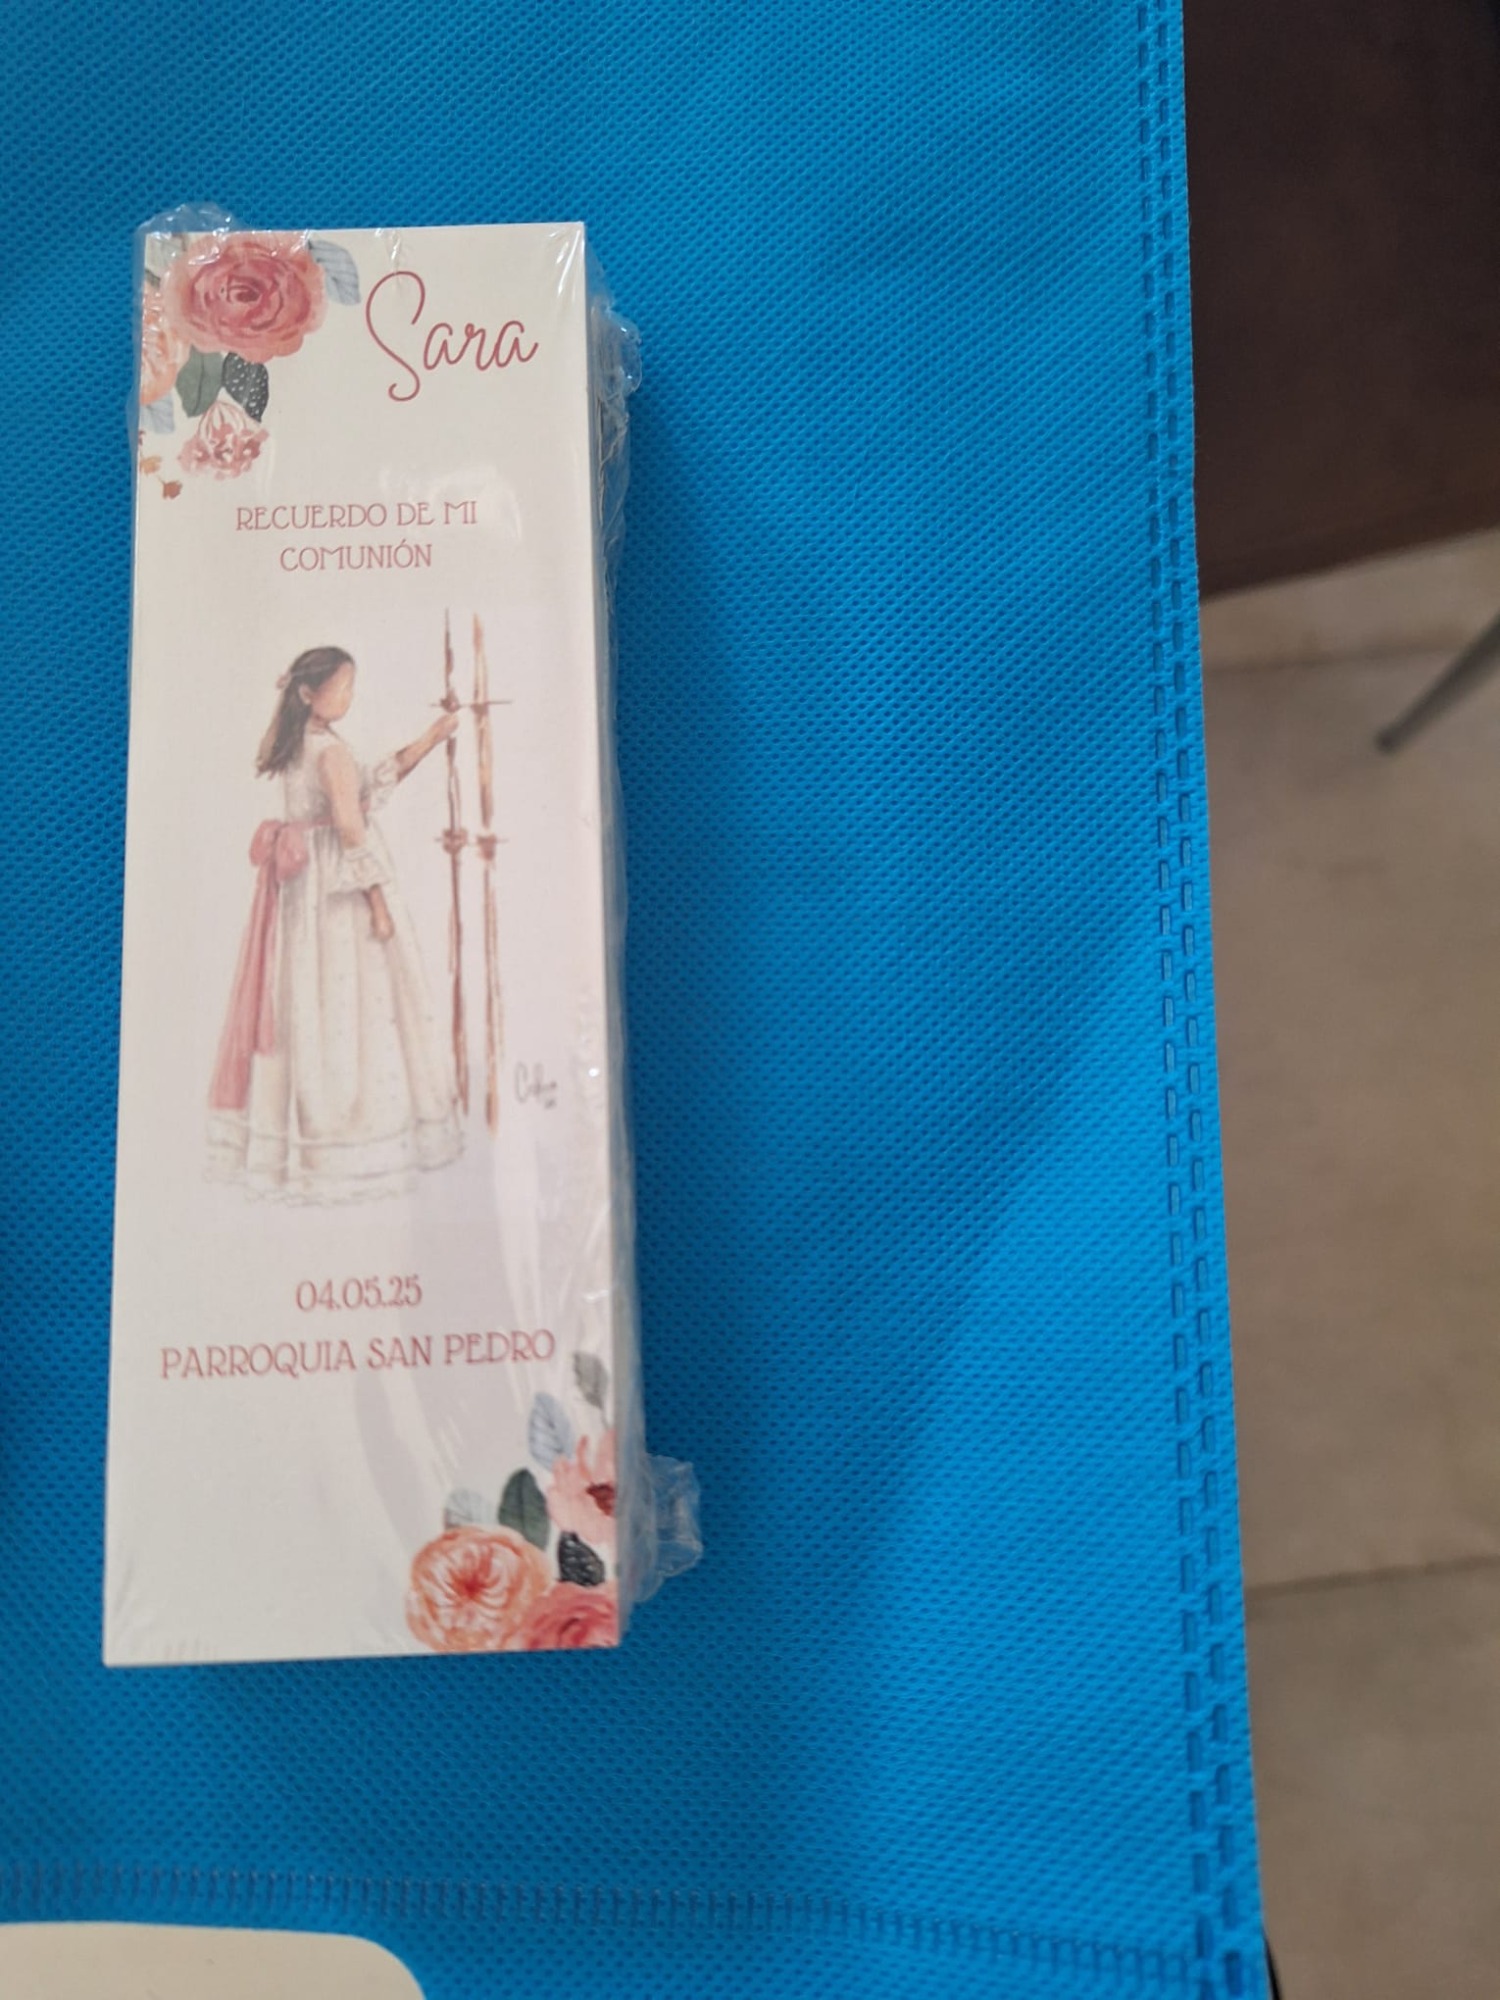 Sara
RECUERDO DE MI
COMUNIÓN
04.05.25
PARROQUIA SAN PEDRO